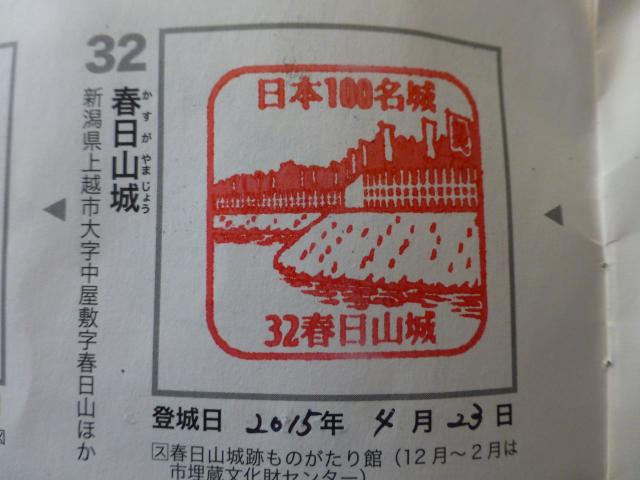 32
春日山城
かすがやまじょう
新潟県上越市大字中屋敷字春日山ほか
日本100名城
32春日山城
登城日 2015年 4月23日
ス春日山城跡ものがたり館（12月～2月は
市埋蔵文化財センター）